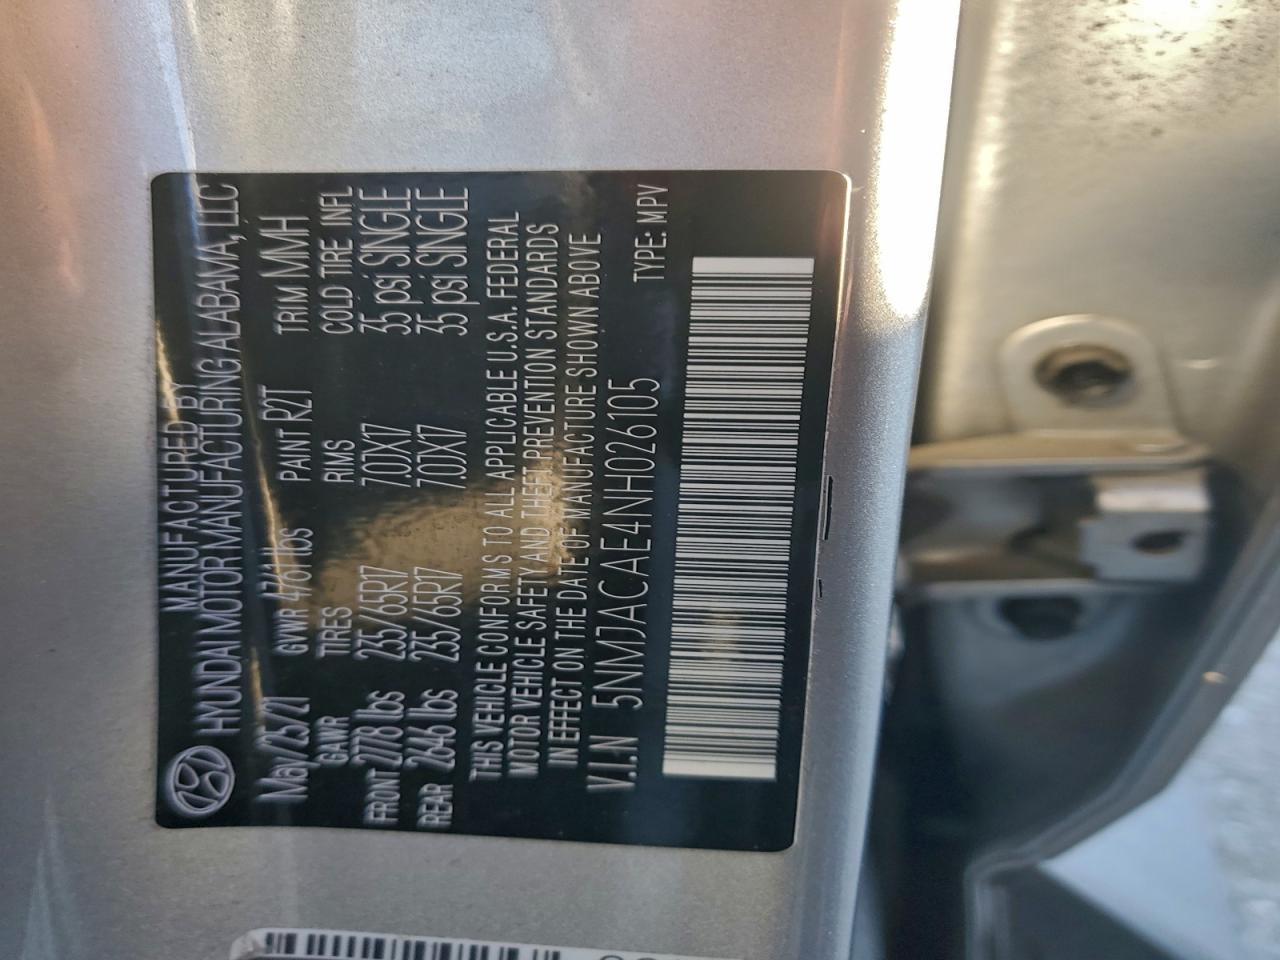 MANUFACTURED BY
HYUNDAI MOTOR MANUFACTURING ALABAMA, LLC
May/25/21 GVWR 4761 lbs PAINT R2T TRIM MMH
GAWR TIRES RIMS COLD TIRE INFL
FRONT 2778 lbs 235/65R17 7.0JX17 35 psi SINGLE
REAR 2646 lbs 235/65R17 7.0JX17 35 psi SINGLE
THIS VEHICLE CONFORMS TO ALL APPLICABLE U.S.A. FEDERAL
MOTOR VEHICLE SAFETY AND THEFT PREVENTION STANDARDS
IN EFFECT ON THE DATE OF MANUFACTURE SHOWN ABOVE
V.I.N 5NMJACAE4NH026105 TYPE: MPV